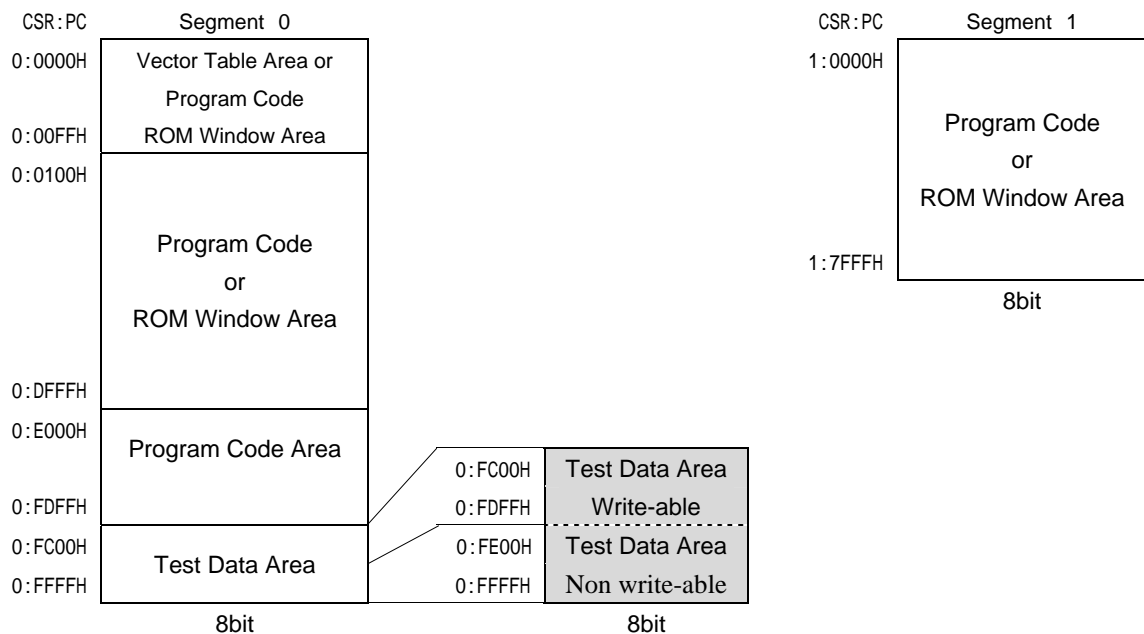 CSR:PC
Segment 0
0:0000H
Vector Table Area or
Program Code
0:00FFH
ROM Window Area
0:0100H
Program Code
or
ROM Window Area
0:DFFFH
0:E000H
Program Code Area
0:FDFFH
0:FC00H
Test Data Area
0:FFFFH
8bit
0:FC00H
Test Data Area
0:FDFFH
Write-able
0:FE00H
Test Data Area
0:FFFFH
Non write-able
8bit
CSR:PC
Segment 1
1:0000H
Program Code
or
ROM Window Area
1:7FFFH
8bit